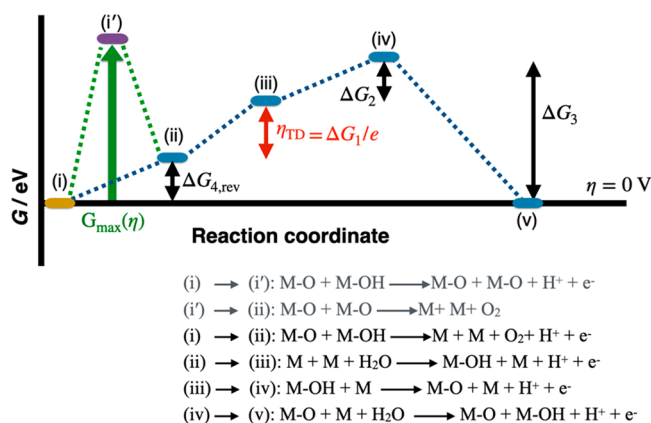 (i′)
(iv)
G / eV
(iii)
ΔG₂
(ii)
ηTD = ΔG₁/e
ΔG₃
(i)
ΔG₄,rev
η = 0 V
Gmax(η)
(v)
Reaction coordinate
(i) → (i′): M-O + M-OH → M-O + M-O + H⁺ + e⁻
(i′) → (ii): M-O + M-O → M+ M+ O₂
(i) → (ii): M-O + M-OH → M + M + O₂+ H⁺ + e⁻
(ii) → (iii): M + M + H₂O → M-OH + M + H⁺ + e⁻
(iii) → (iv): M-OH + M → M-O + M + H⁺ + e⁻
(iv) → (v): M-O + M + H₂O → M-O + M-OH + H⁺ + e⁻